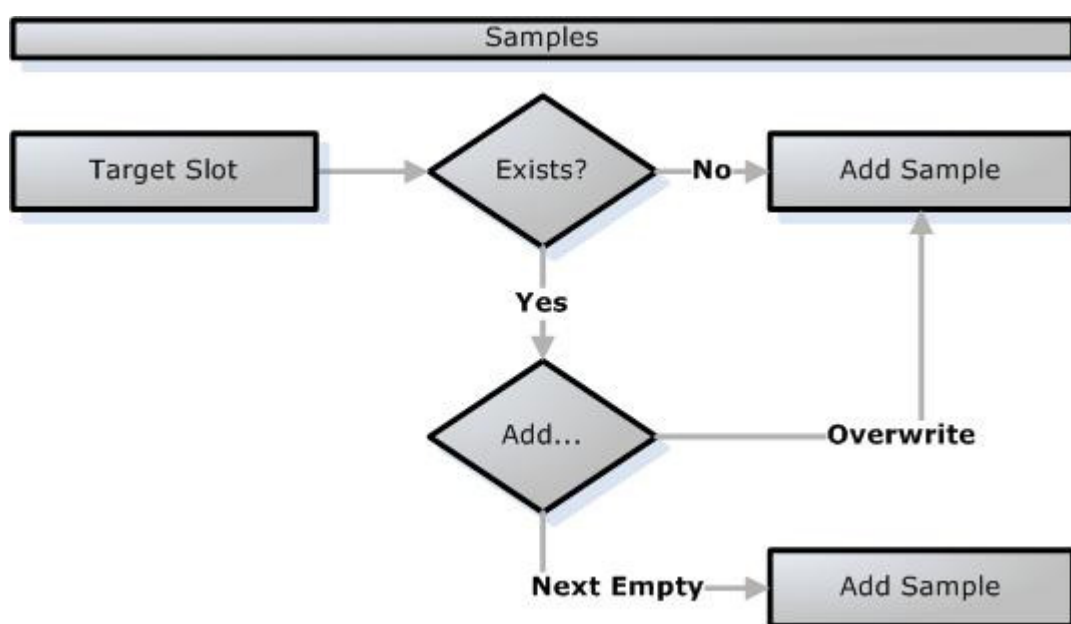 Samples
Target Slot
Exists?
No
Add Sample
Yes
Add...
Overwrite
Next Empty
Add Sample